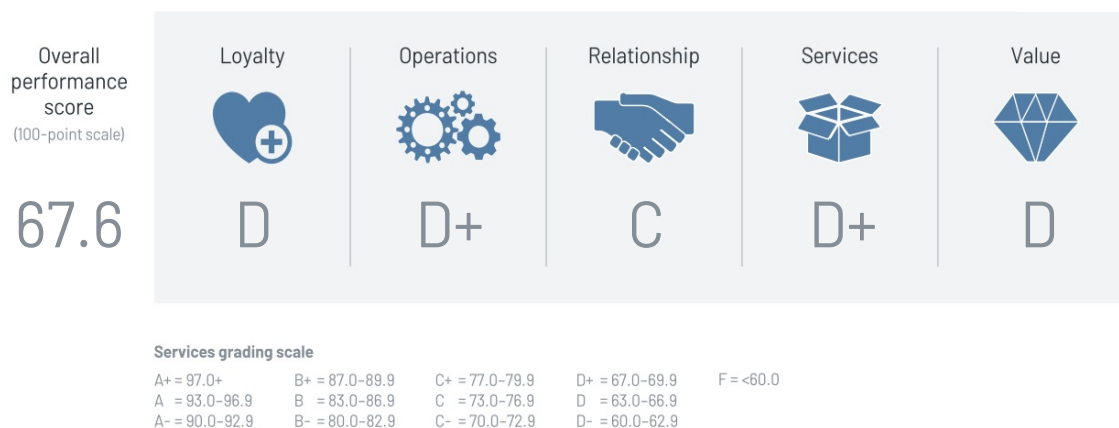 Overall
performance
score
(100-point scale)
67.6
Loyalty
D
Operations
D+
Relationship
C
Services
D+
Value
D
Services grading scale
A+ = 97.0+ B+ = 87.0–89.9 C+ = 77.0–79.9 D+ = 67.0–69.9 F = <60.0
A = 93.0–96.9 B = 83.0–86.9 C = 73.0–76.9 D = 63.0–66.9
A- = 90.0–92.9 B- = 80.0–82.9 C- = 70.0–72.9 D- = 60.0–62.9